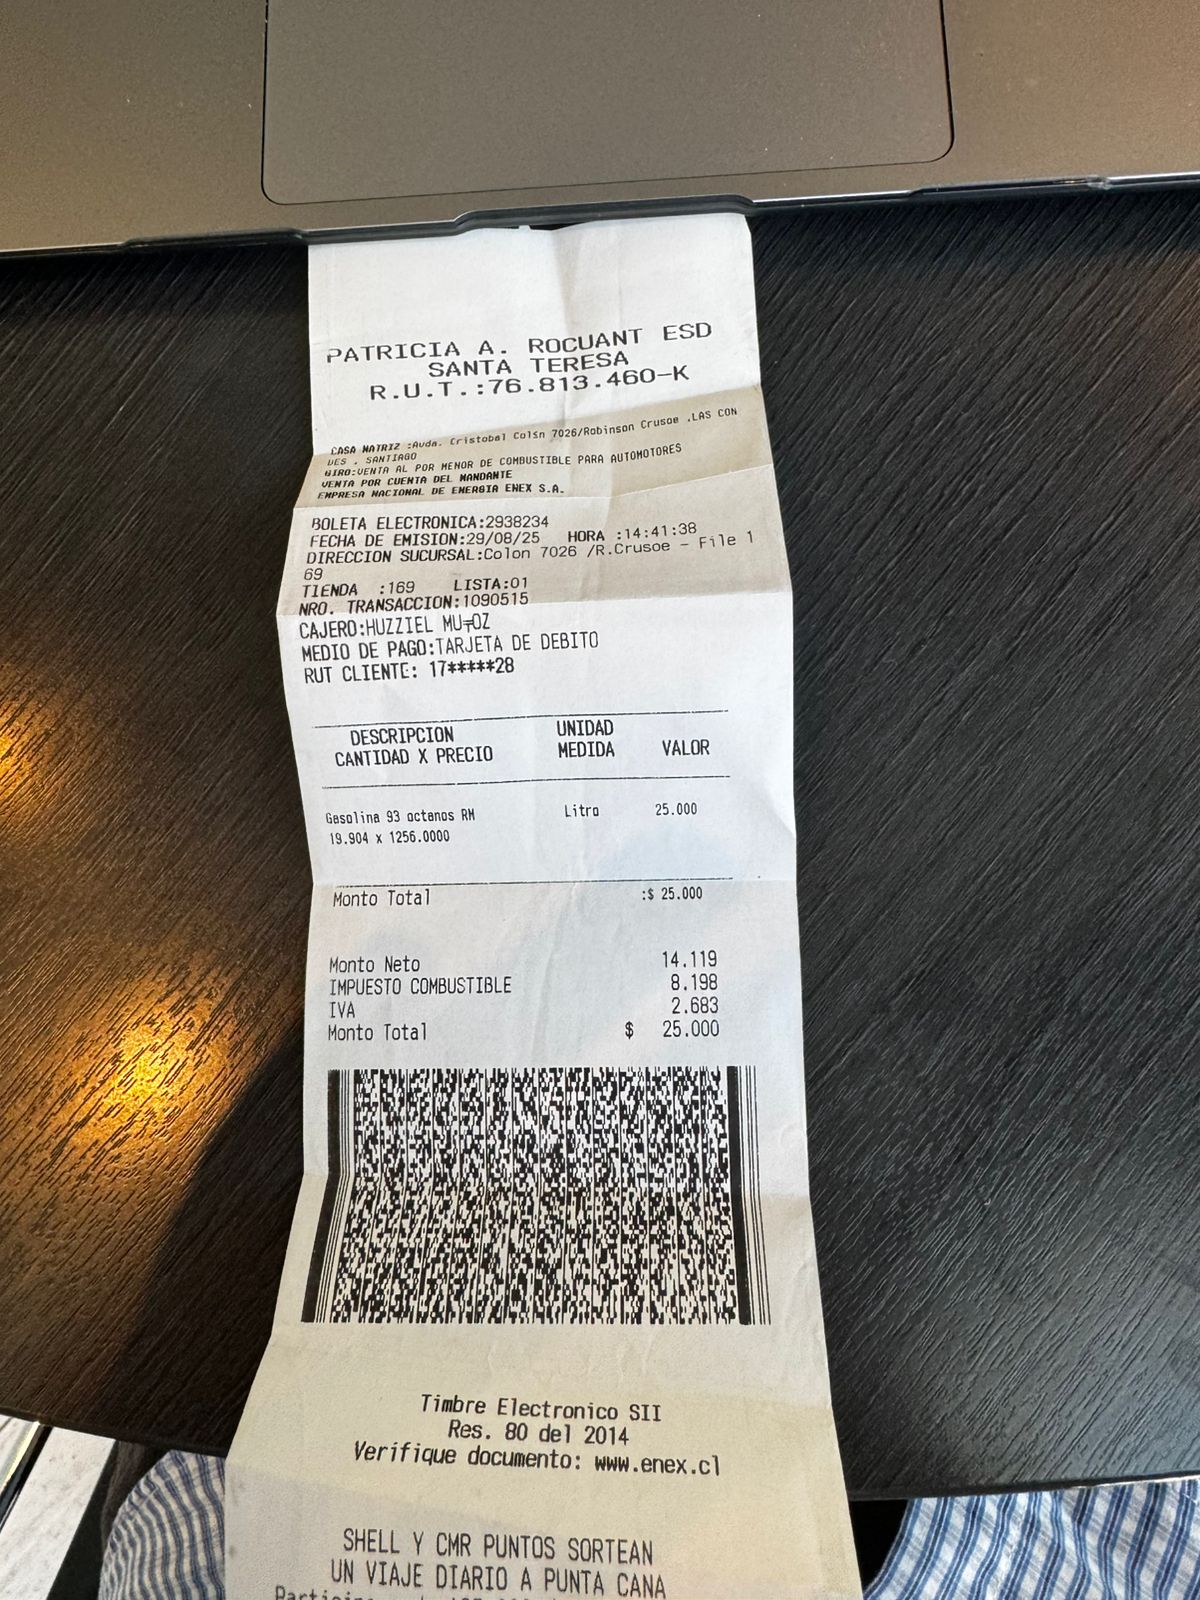 PATRICIA A. ROCUANT ESD
SANTA TERESA
R.U.T.:76.813.460-K
CASA MATRIZ :Avda. Cristobal Colsn 7026/Robinson Crusoe .LAS CON
DES . SANTIAGO
GIRO:VENTA AL POR MENOR DE COMBUSTIBLE PARA AUTOMOTORES
VENTA POR CUENTA DEL MANDANTE
EMPRESA NACIONAL DE ENERGIA ENEX S.A.
BOLETA ELECTRONICA:2938234
FECHA DE EMISION:29/08/25 HORA :14:41:38
DIRECCION SUCURSAL:Colon 7026 /R.Crusoe - File 1
69
TIENDA :169 LISTA:01
NRO. TRANSACCION:1090515
CAJERO:HUZZIEL MU╤OZ
MEDIO DE PAGO:TARJETA DE DEBITO
RUT CLIENTE: 17*****28
DESCRIPCION UNIDAD
CANTIDAD X PRECIO MEDIDA VALOR
Gasolina 93 octanos RM Litro 25.000
19.904 x 1256.0000
Monto Total :$ 25.000
Monto Neto 14.119
IMPUESTO COMBUSTIBLE 8.198
IVA 2.683
Monto Total $ 25.000
Timbre Electronico SII
Res. 80 del 2014
Verifique documento: www.enex.cl
SHELL Y CMR PUNTOS SORTEAN
UN VIAJE DIARIO A PUNTA CANA